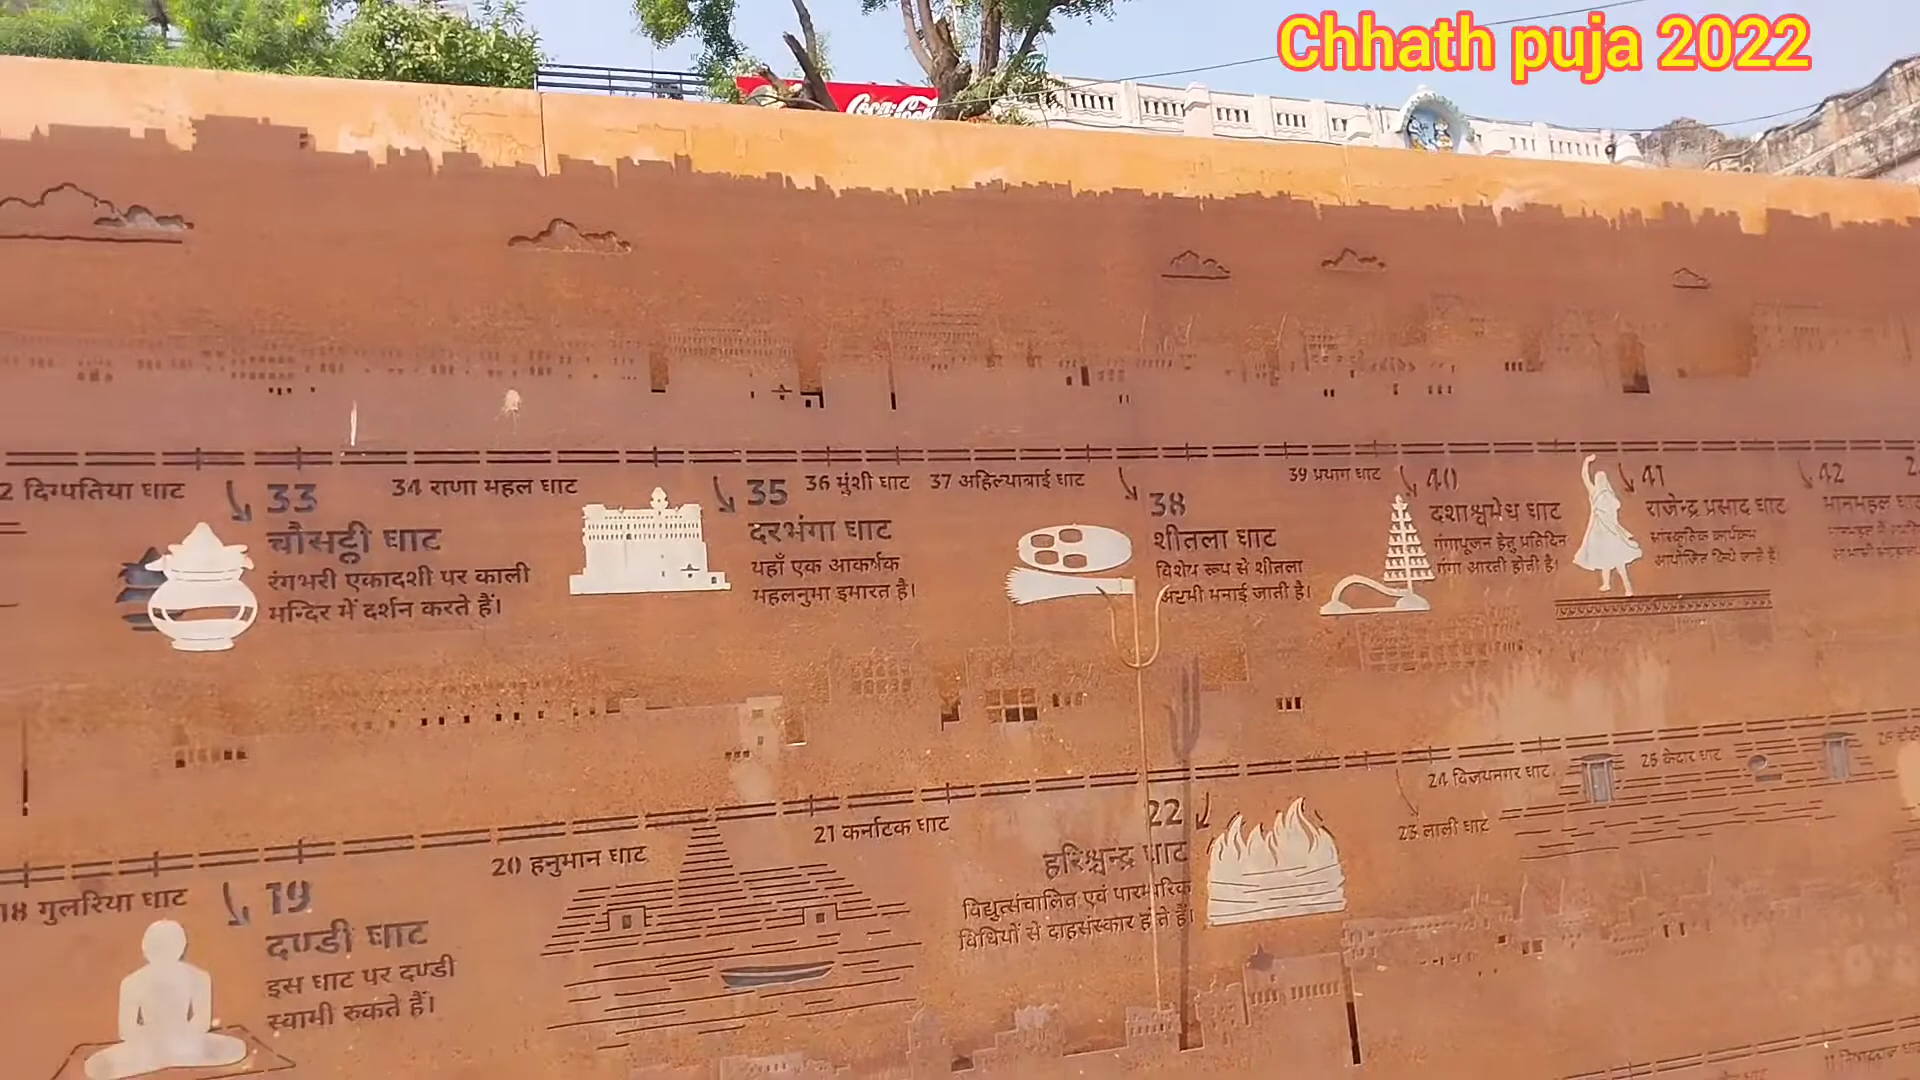 Chhath puja 2022
Coca-Cola
2 दिग्पतिया घाट
33
चौसट्टी घाट
रंगभरी एकादशी पर काली
मन्दिर में दर्शन करते हैं।
34 राणा महल घाट
35
दरभंगा घाट
यहाँ एक आकर्षक
महलनुमा इमारत है।
36 मुंशी घाट
37 अहिल्याबाई घाट
38
शीतला घाट
विशेष रूप से शीतला
अष्टमी मनाई जाती है।
39 प्रयाग घाट
40
दशाश्वमेध घाट
गंगापूजन हेतु प्रतिदिन
गंगा आरती होती है।
41
राजेन्द्र प्रसाद घाट
सांस्कृतिक कार्यक्रम
आयोजित किये जाते हैं।
42
मानमहल घाट
18 गुलरिया घाट
19
दण्डी घाट
इस घाट पर दण्डी
स्वामी रुकते हैं।
20 हनुमान घाट
21 कर्नाटक घाट
22
हरिश्चन्द्र घाट
विद्युत्संचालित एवं पारम्परिक
विधियों से दाहसंस्कार होते हैं।
23 लाली घाट
24 विजयनगर घाट
25 केदार घाट